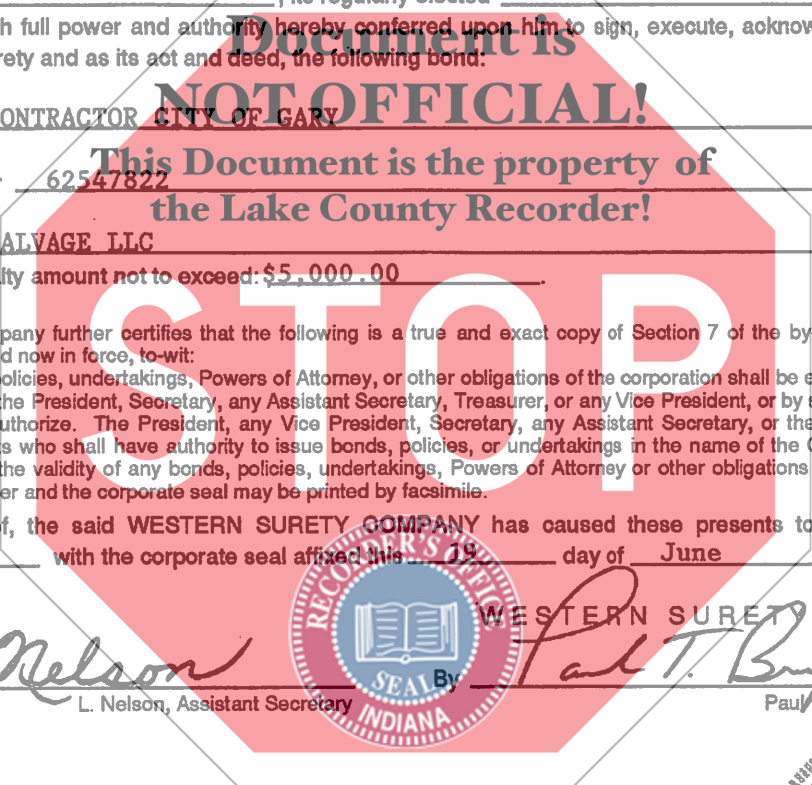 , its regularly elected
h full power and authority hereby conferred upon him to sign, execute, acknow
rety and as its act and deed, the following bond:
Document is
NOT OFFICIAL!
ONTRACTOR CITY OF GARY
This Document is the property of
62547822
the Lake County Recorder!
ALVAGE LLC
lty amount not to exceed: $5,000.00.
STOP
pany further certifies that the following is a true and exact copy of Section 7 of the by
d now in force, to-wit:
olicies, undertakings, Powers of Attorney, or other obligations of the corporation shall be e
he President, Secretary, any Assistant Secretary, Treasurer, or any Vice President, or by
uthorize. The President, any Vice President, Secretary, any Assistant Secretary, or the
ts who shall have authority to issue bonds, policies, or undertakings in the name of the C
the validity of any bonds, policies, undertakings, Powers of Attorney or other obligations
er and the corporate seal may be printed by facsimile.
f, the said WESTERN SURETY COMPANY has caused these presents to
with the corporate seal affixed this 19 day of June
RECORDER'S OFFICE
SEAL
INDIANA
WESTERN SURETY
Nelson
By Paul T. Bru
L. Nelson, Assistant Secretary
Paul